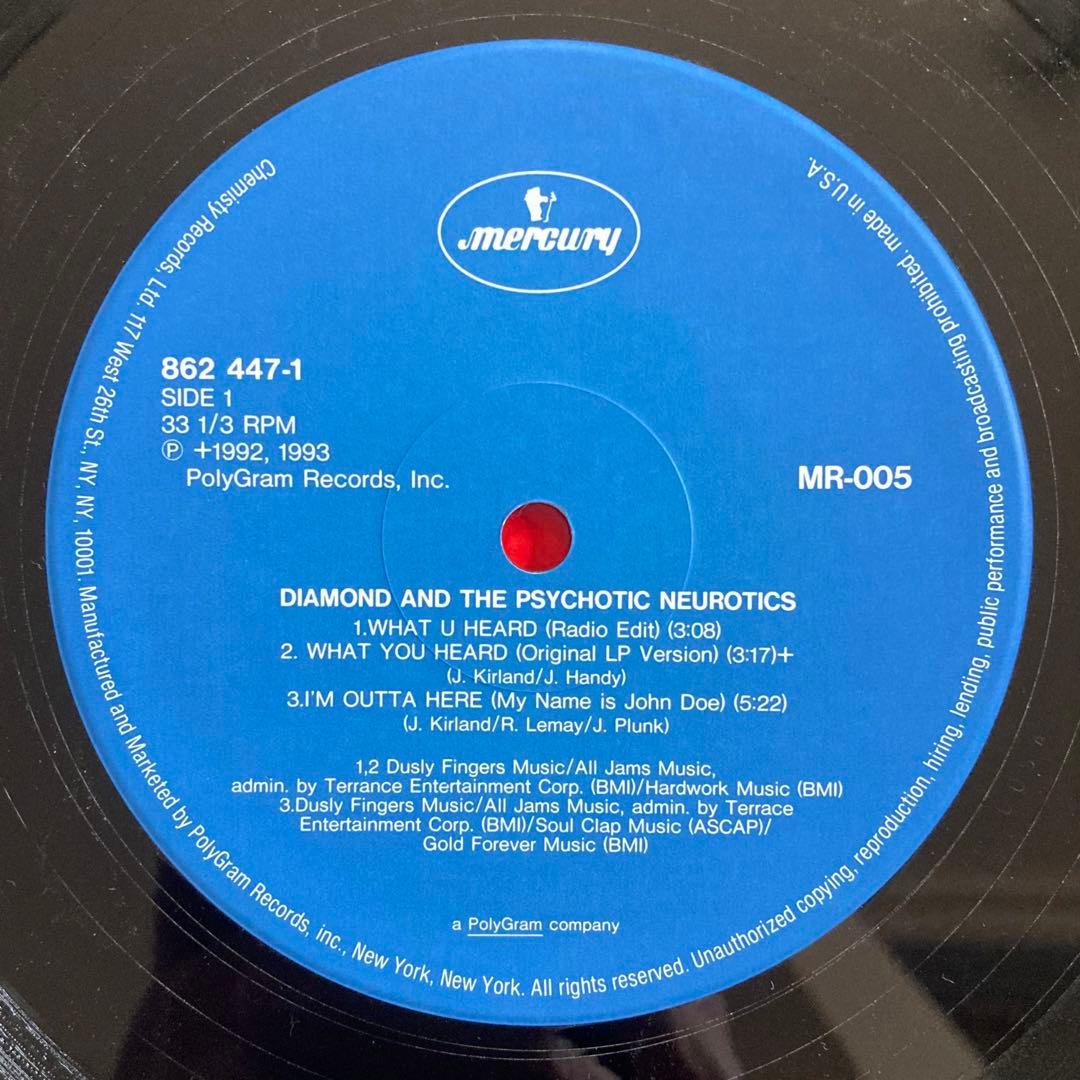 mercury
862 447-1
SIDE 1
33 1/3 RPM
℗ +1992, 1993
PolyGram Records, Inc.
MR-005
DIAMOND AND THE PSYCHOTIC NEUROTICS
1.WHAT U HEARD (Radio Edit) (3:08)
2. WHAT YOU HEARD (Original LP Version) (3:17)+
(J. Kirland/J. Handy)
3.I'M OUTTA HERE (My Name is John Doe) (5:22)
(J. Kirland/R. Lemay/J. Plunk)
1,2 Dusly Fingers Music/All Jams Music,
admin. by Terrance Entertainment Corp. (BMI)/Hardwork Music (BMI)
3.Dusly Fingers Music/All Jams Music, admin. by Terrace
Entertainment Corp. (BMI)/Soul Clap Music (ASCAP)/
Gold Forever Music (BMI)
a PolyGram company
Chemisty Records, Ltd. 117 West 26th St., NY, NY, 10001. Manufactured and Marketed by PolyGram Records, inc., New York, New York. All rights reserved. Unauthorized copying, reproduction, hiring, lending, public performance and broadcasting prohibited. made in U.S.A.